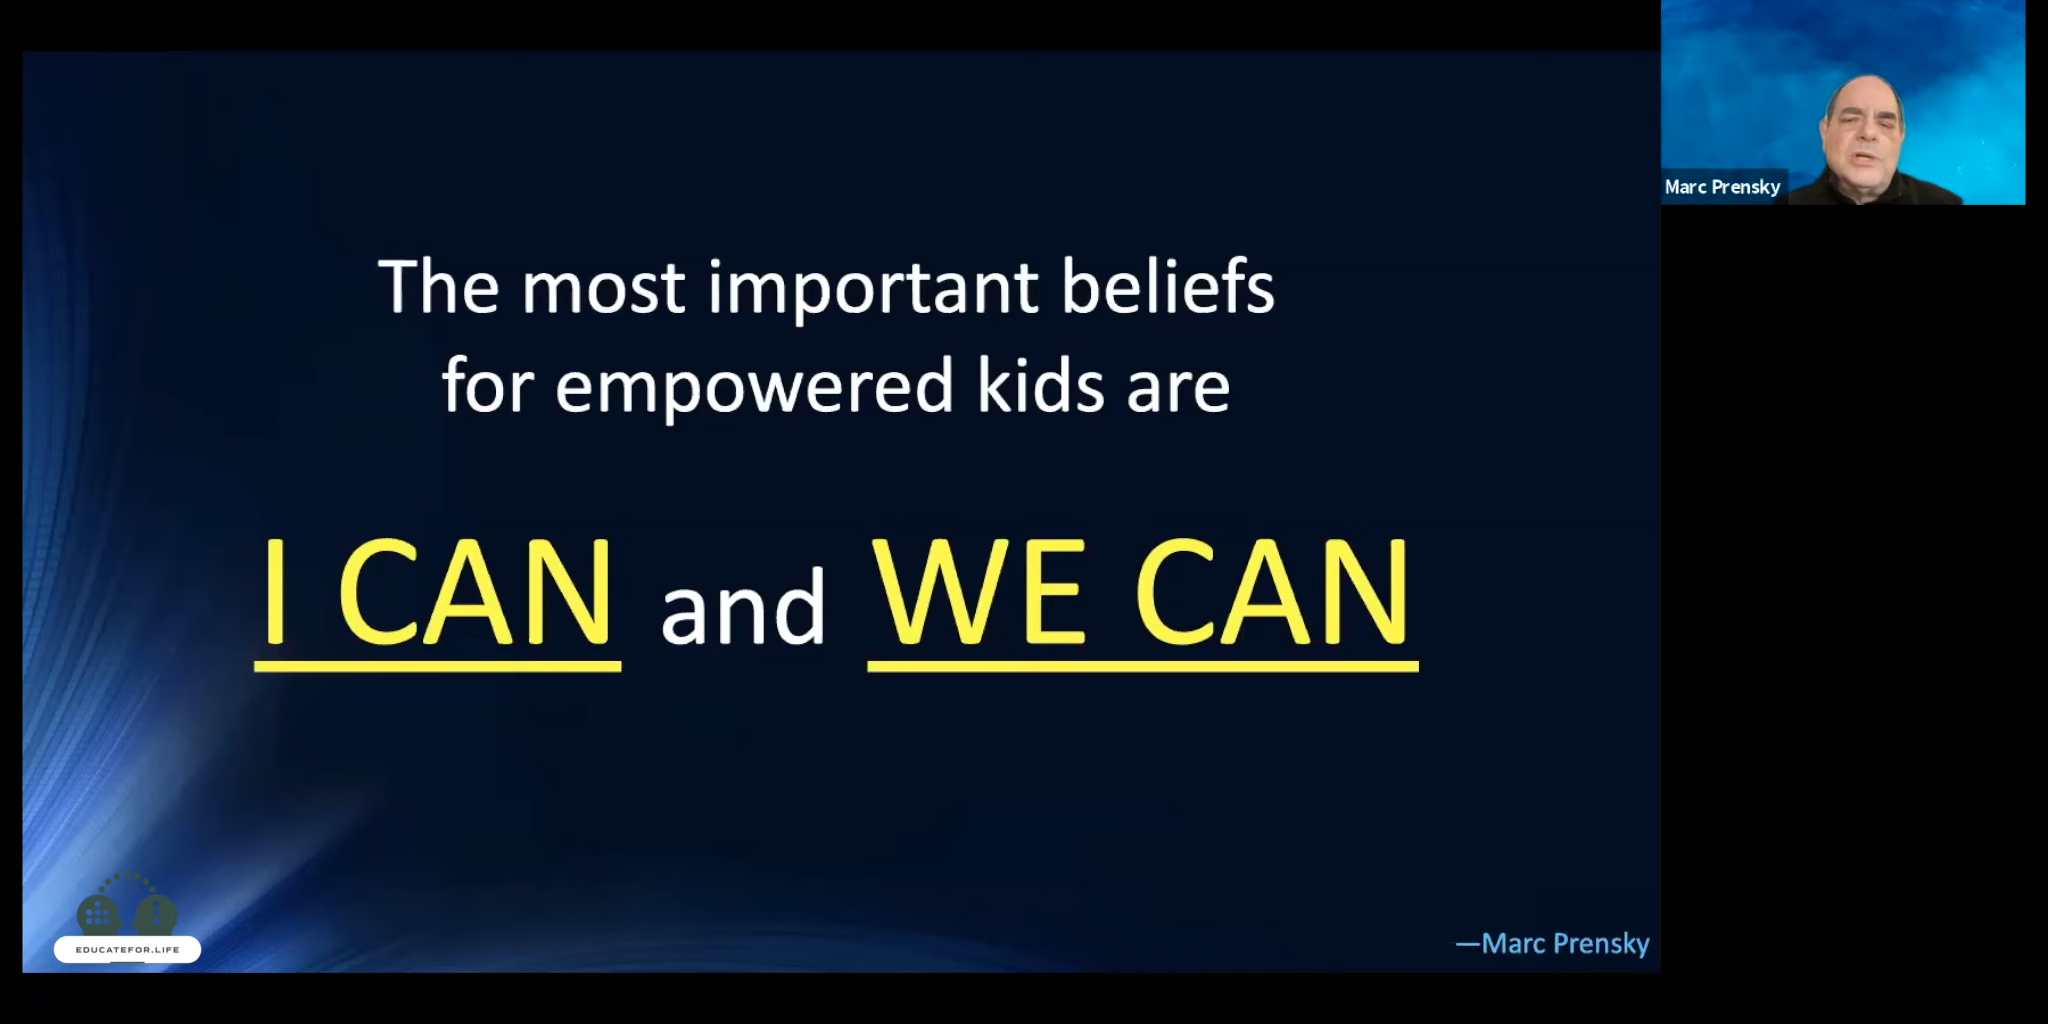 The most important beliefs
for empowered kids are
I CAN and WE CAN
—Marc Prensky
EDUCATEFOR.LIFE
Marc Prensky